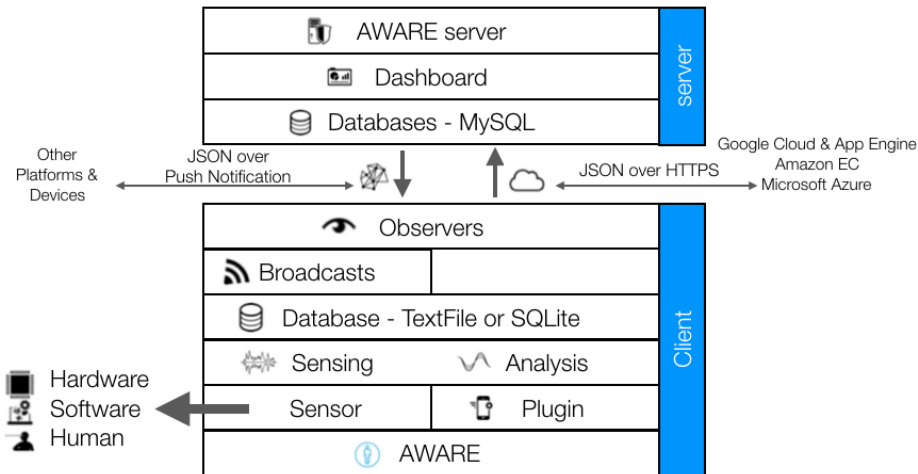 AWARE server
Dashboard
Databases - MySQL
server
Other
Platforms &
Devices
JSON over
Push Notification
JSON over HTTPS
Google Cloud & App Engine
Amazon EC
Microsoft Azure
Observers
Broadcasts
Database - TextFile or SQLite
Sensing
Analysis
Sensor
Plugin
AWARE
Client
Hardware
Software
Human